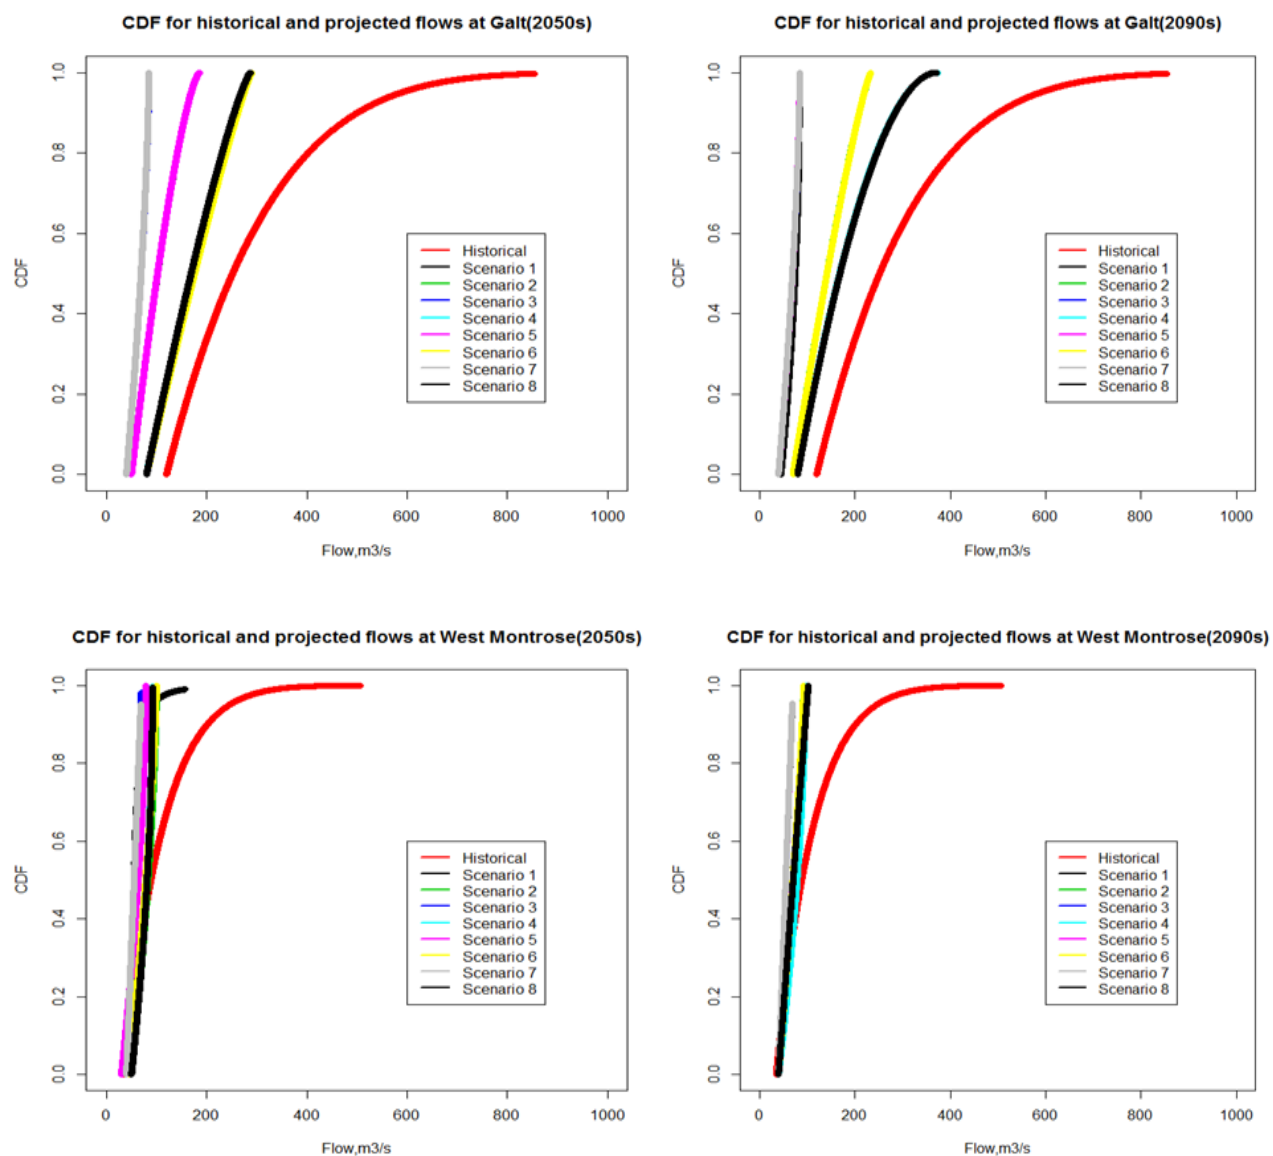 CDF for historical and projected flows at Galt(2050s)
CDF
0.0 0.2 0.4 0.6 0.8 1.0
Historical
Scenario 1
Scenario 2
Scenario 3
Scenario 4
Scenario 5
Scenario 6
Scenario 7
Scenario 8
0 200 400 600 800 1000
Flow,m3/s
CDF for historical and projected flows at Galt(2090s)
CDF
0.0 0.2 0.4 0.6 0.8 1.0
Historical
Scenario 1
Scenario 2
Scenario 3
Scenario 4
Scenario 5
Scenario 6
Scenario 7
Scenario 8
0 200 400 600 800 1000
Flow,m3/s
CDF for historical and projected flows at West Montrose(2050s)
CDF
0.0 0.2 0.4 0.6 0.8 1.0
Historical
Scenario 1
Scenario 2
Scenario 3
Scenario 4
Scenario 5
Scenario 6
Scenario 7
Scenario 8
0 200 400 600 800 1000
Flow,m3/s
CDF for historical and projected flows at West Montrose(2090s)
CDF
0.0 0.2 0.4 0.6 0.8 1.0
Historical
Scenario 1
Scenario 2
Scenario 3
Scenario 4
Scenario 5
Scenario 6
Scenario 7
Scenario 8
0 200 400 600 800 1000
Flow,m3/s